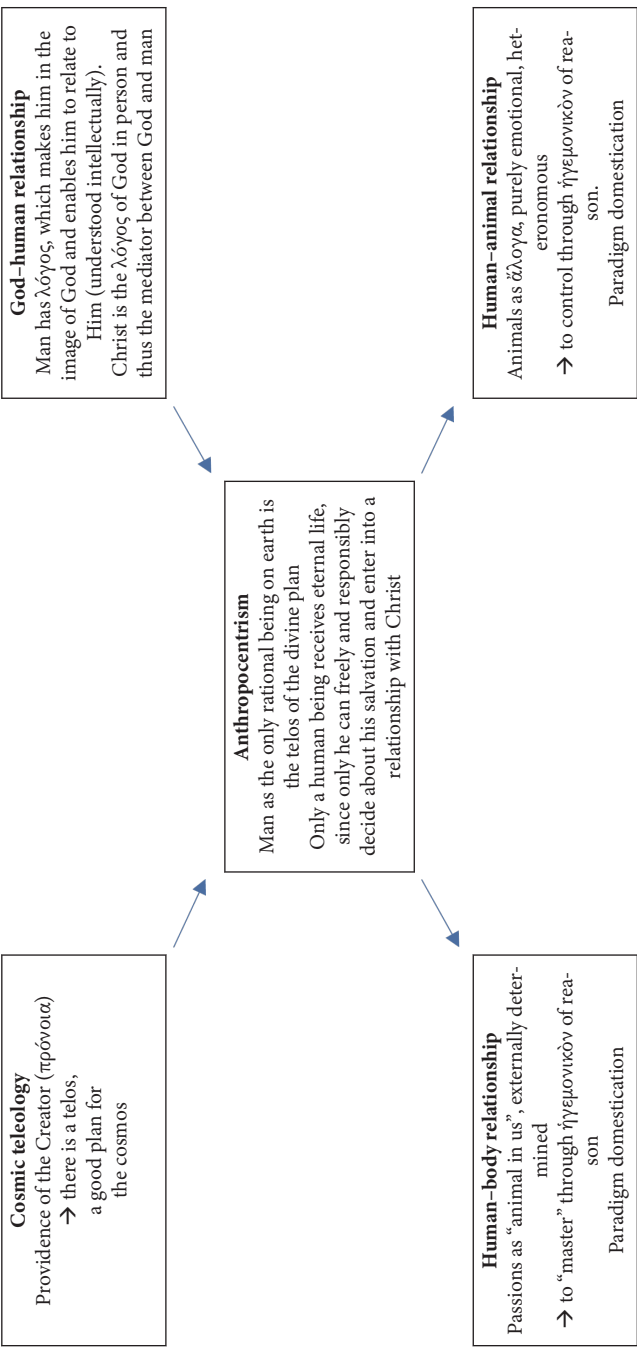 Cosmic teleology
Providence of the Creator (πρόνοια)
→ there is a telos,
a good plan for
the cosmos
God–human relationship
Man has λόγος, which makes him in the
image of God and enables him to relate to
Him (understood intellectually).
Christ is the λόγος of God in person and
thus the mediator between God and man
Anthropocentrism
Man as the only rational being on earth is
the telos of the divine plan
Only a human being receives eternal life,
since only he can freely and responsibly
decide about his salvation and enter into a
relationship with Christ
Human–body relationship
Passions as “animal in us”, externally deter-
mined
→ to “master” through ἡγεμονικὸν of rea-
son
Paradigm domestication
Human–animal relationship
Animals as ἄλογα, purely emotional, het-
eronomous
→ to control through ἡγεμονικὸν of rea-
son.
Paradigm domestication